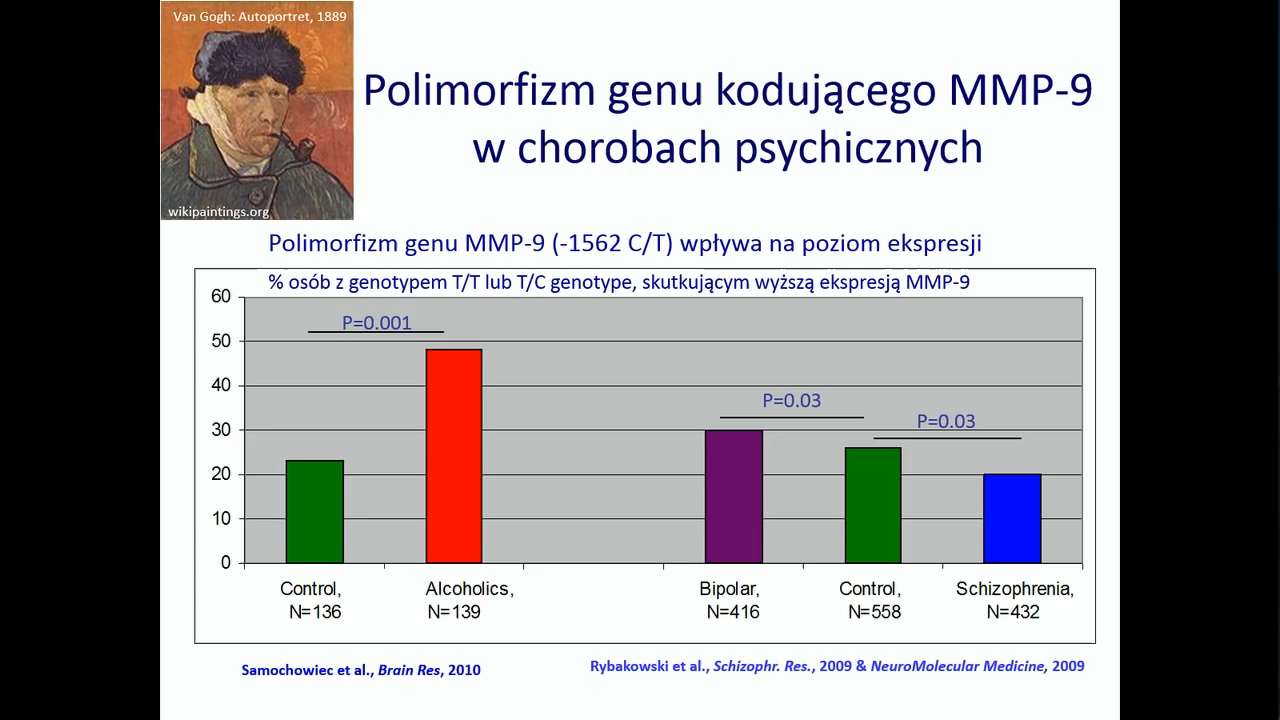 Van Gogh: Autoportret, 1889
wikipaintings.org
Polimorfizm genu kodującego MMP-9
w chorobach psychicznych
Polimorfizm genu MMP-9 (-1562 C/T) wpływa na poziom ekspresji
% osób z genotypem T/T lub T/C genotype, skutkującym wyższą ekspresją MMP-9
60
50
40
30
20
10
0
P=0.001
P=0.03
P=0.03
Control, N=136
Alcoholics, N=139
Bipolar, N=416
Control, N=558
Schizophrenia, N=432
Samochowiec et al., Brain Res, 2010
Rybakowski et al., Schizophr. Res., 2009 & NeuroMolecular Medicine, 2009